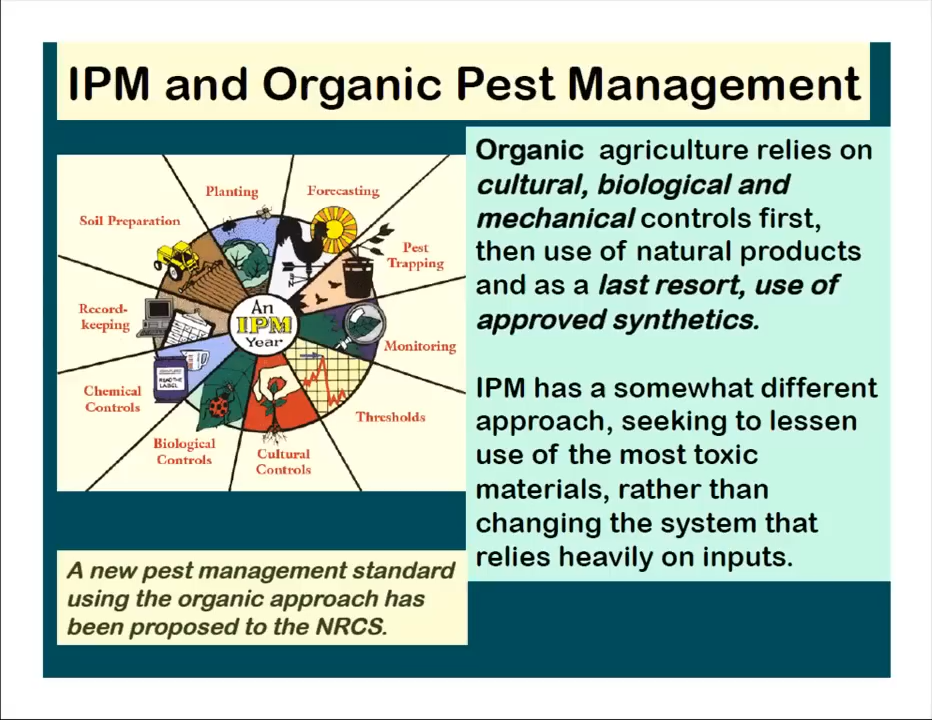 IPM and Organic Pest Management
Planting
Forecasting
Soil Preparation
Pest
Trapping
Record-
keeping
An
IPM
Year
Monitoring
READ THE
LABEL
Chemical
Controls
Thresholds
Biological
Controls
Cultural
Controls
Organic agriculture relies on
cultural, biological and
mechanical controls first,
then use of natural products
and as a last resort, use of
approved synthetics.
IPM has a somewhat different
approach, seeking to lessen
use of the most toxic
materials, rather than
changing the system that
relies heavily on inputs.
A new pest management standard
using the organic approach has
been proposed to the NRCS.